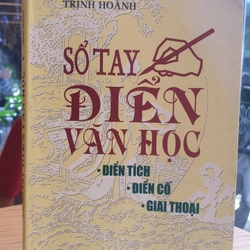 TRỊNH HOÀNH
SỔ TAY
ĐIỂN
VĂN HỌC
• ĐIỂN TÍCH
• ĐIỂN CỐ
• GIAI THOẠI